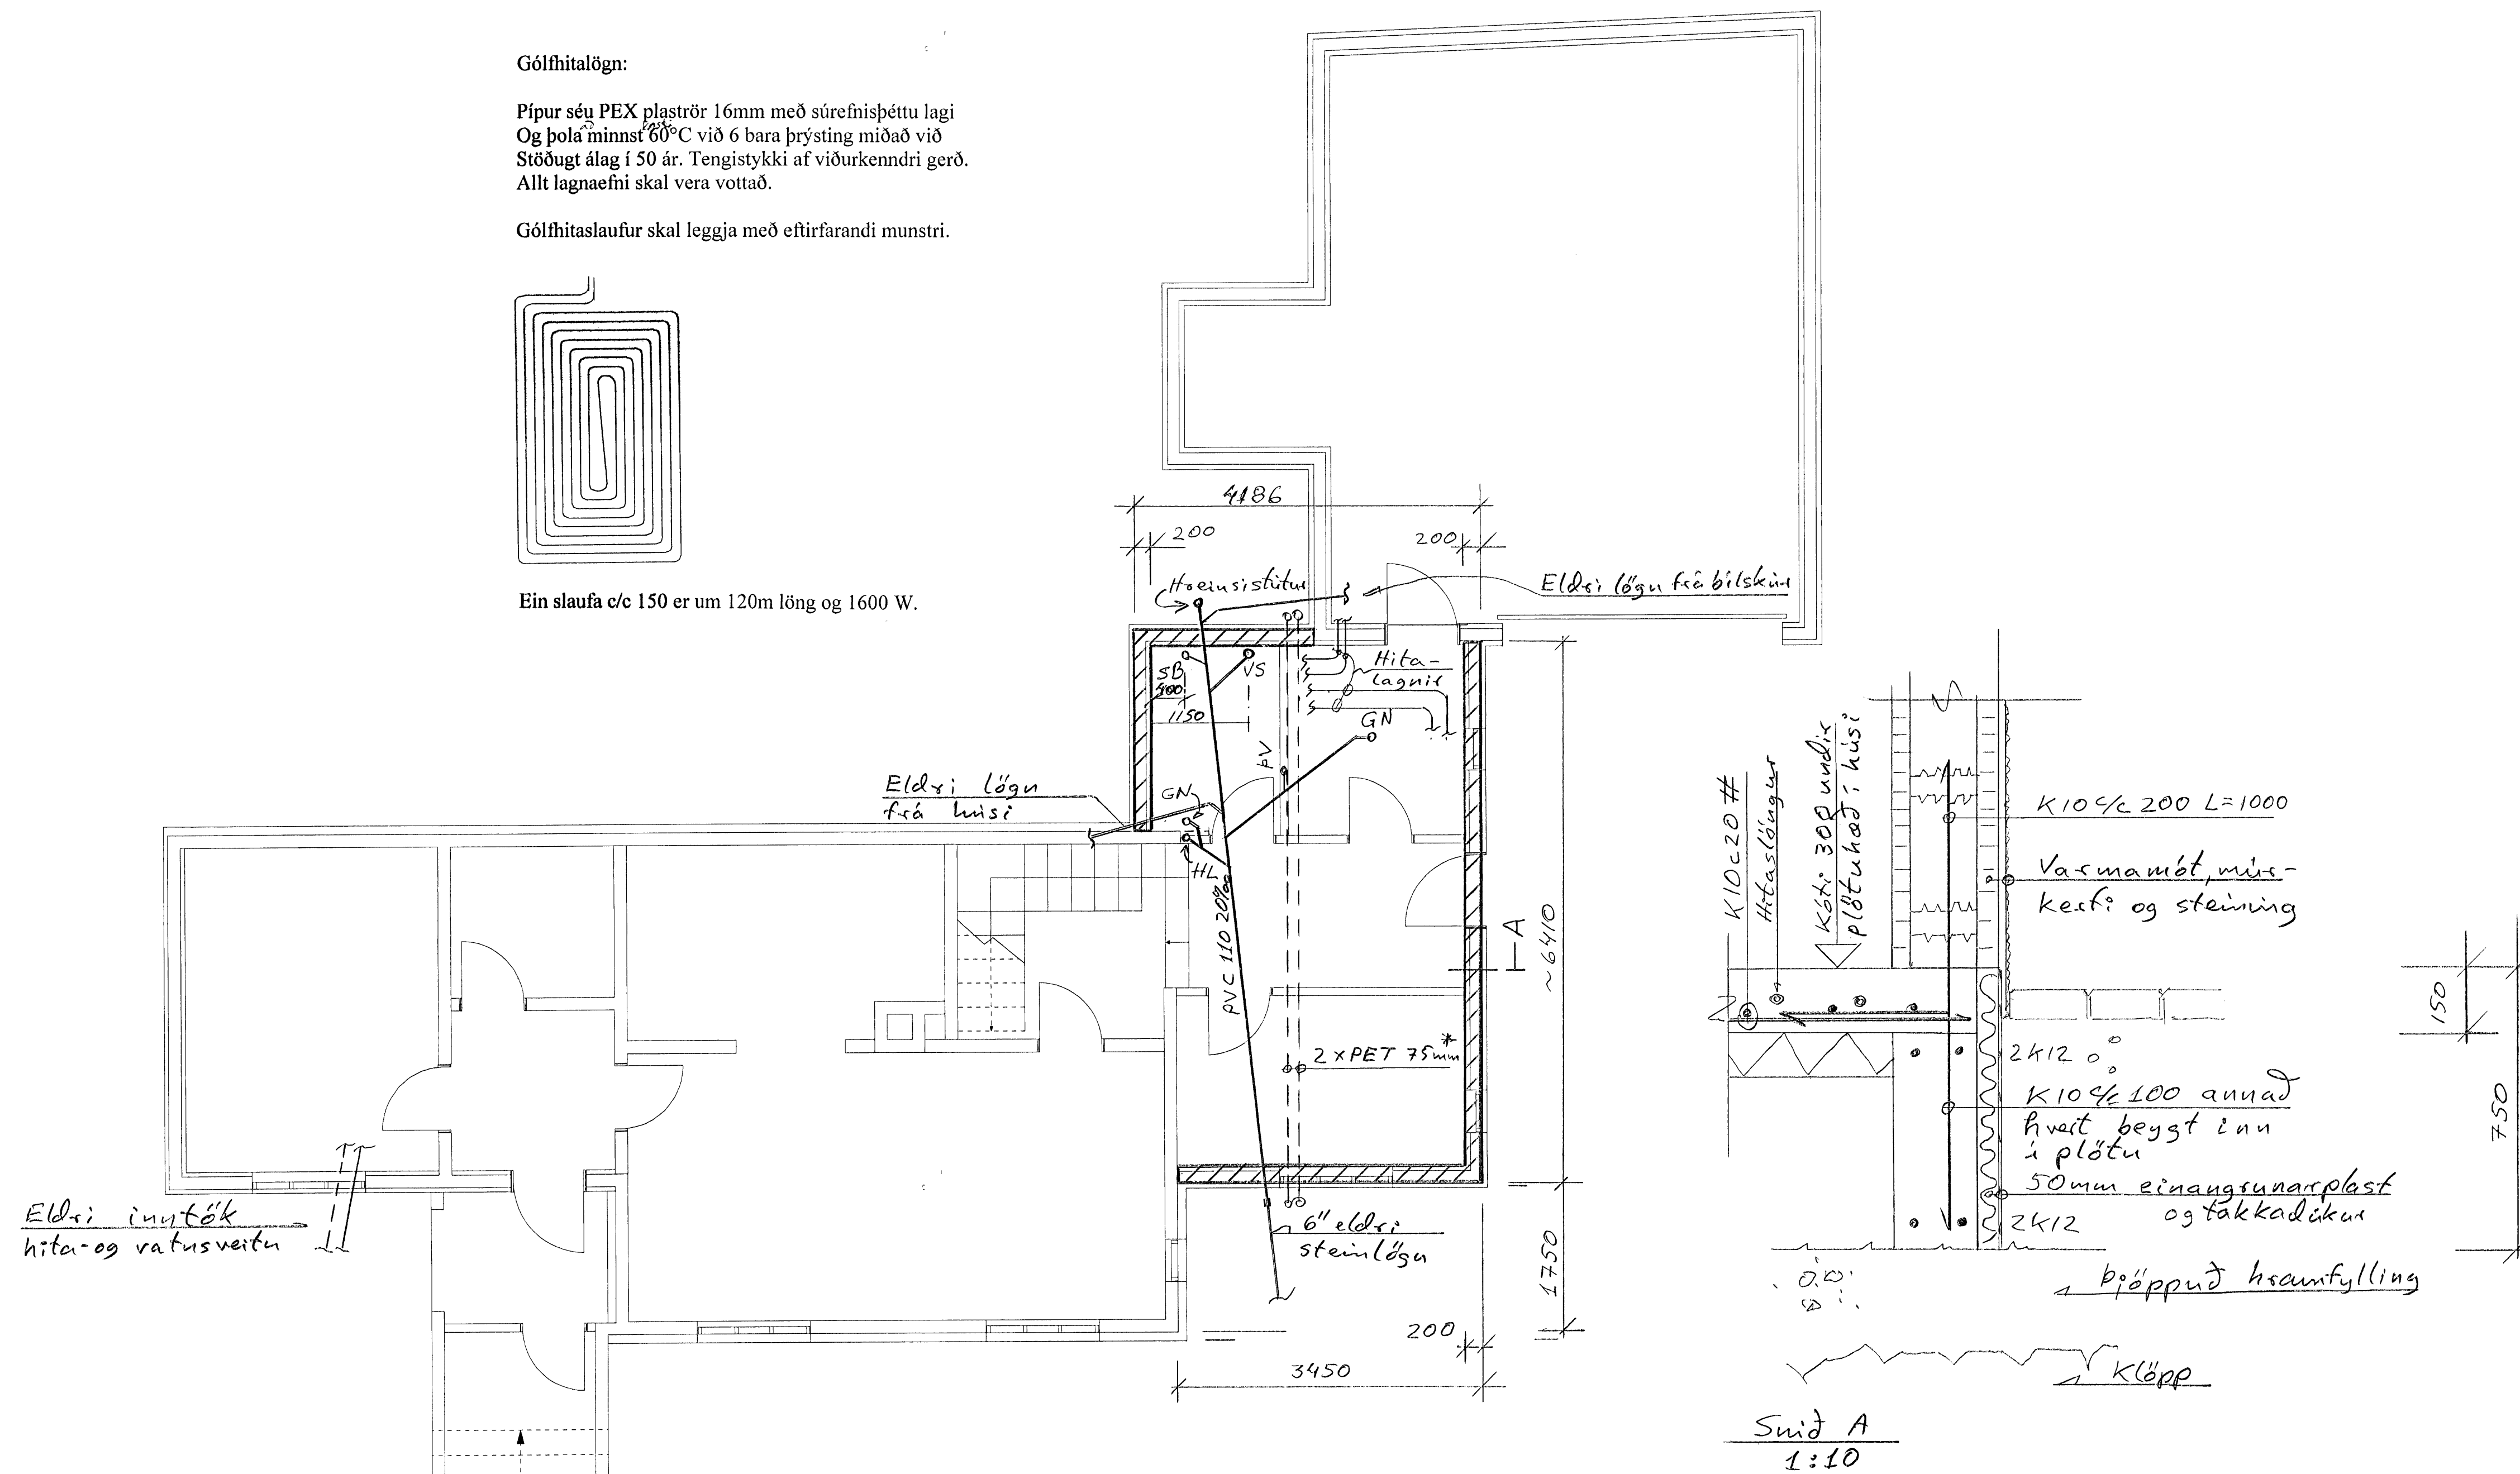 Gólfhitalögn:
Pípur séu PEX plaströr 16mm með súrefnisþéttu lagi
Og þola að minnst 60°C við 6 bara þrýsting miðað við
Stöðugt álag í 50 ár. Tengistykki af viðurkenndri gerð.
Allt lagnaefni skal vera vottað.
Gólfhitaslaufur skal leggja með eftirfarandi munstri.
Ein slaufa c/c 150 er um 120m löng og 1600 W.
4186
200
200
Hreinsistútur
Eldri lögn frá bílskúr
SB
400
1150
VS
Hita-
lagnir
GN
ÞV
Eldri lögn
frá húsi
GN
HL
PVC 110 20‰
A
~6410
2xPET 75mm*
Eldri inntök
hita-og vatnsveitu
6" eldri
steinlögn
1750
200
3450
K10c20 #
Hitaslöngur
Kóti 300 undir
plötuhæð í húsi
K10 c/c 200 L=1000
Varmamót, múr-
kerfi og steining
150
750
2K12
K10 c/c 100 annað
hvert beygt inn
í plötu
50mm einangrunarplast
og takkadúkur
2K12
Þjöppuð hraunfylling
Klöpp
Snið A
1:10